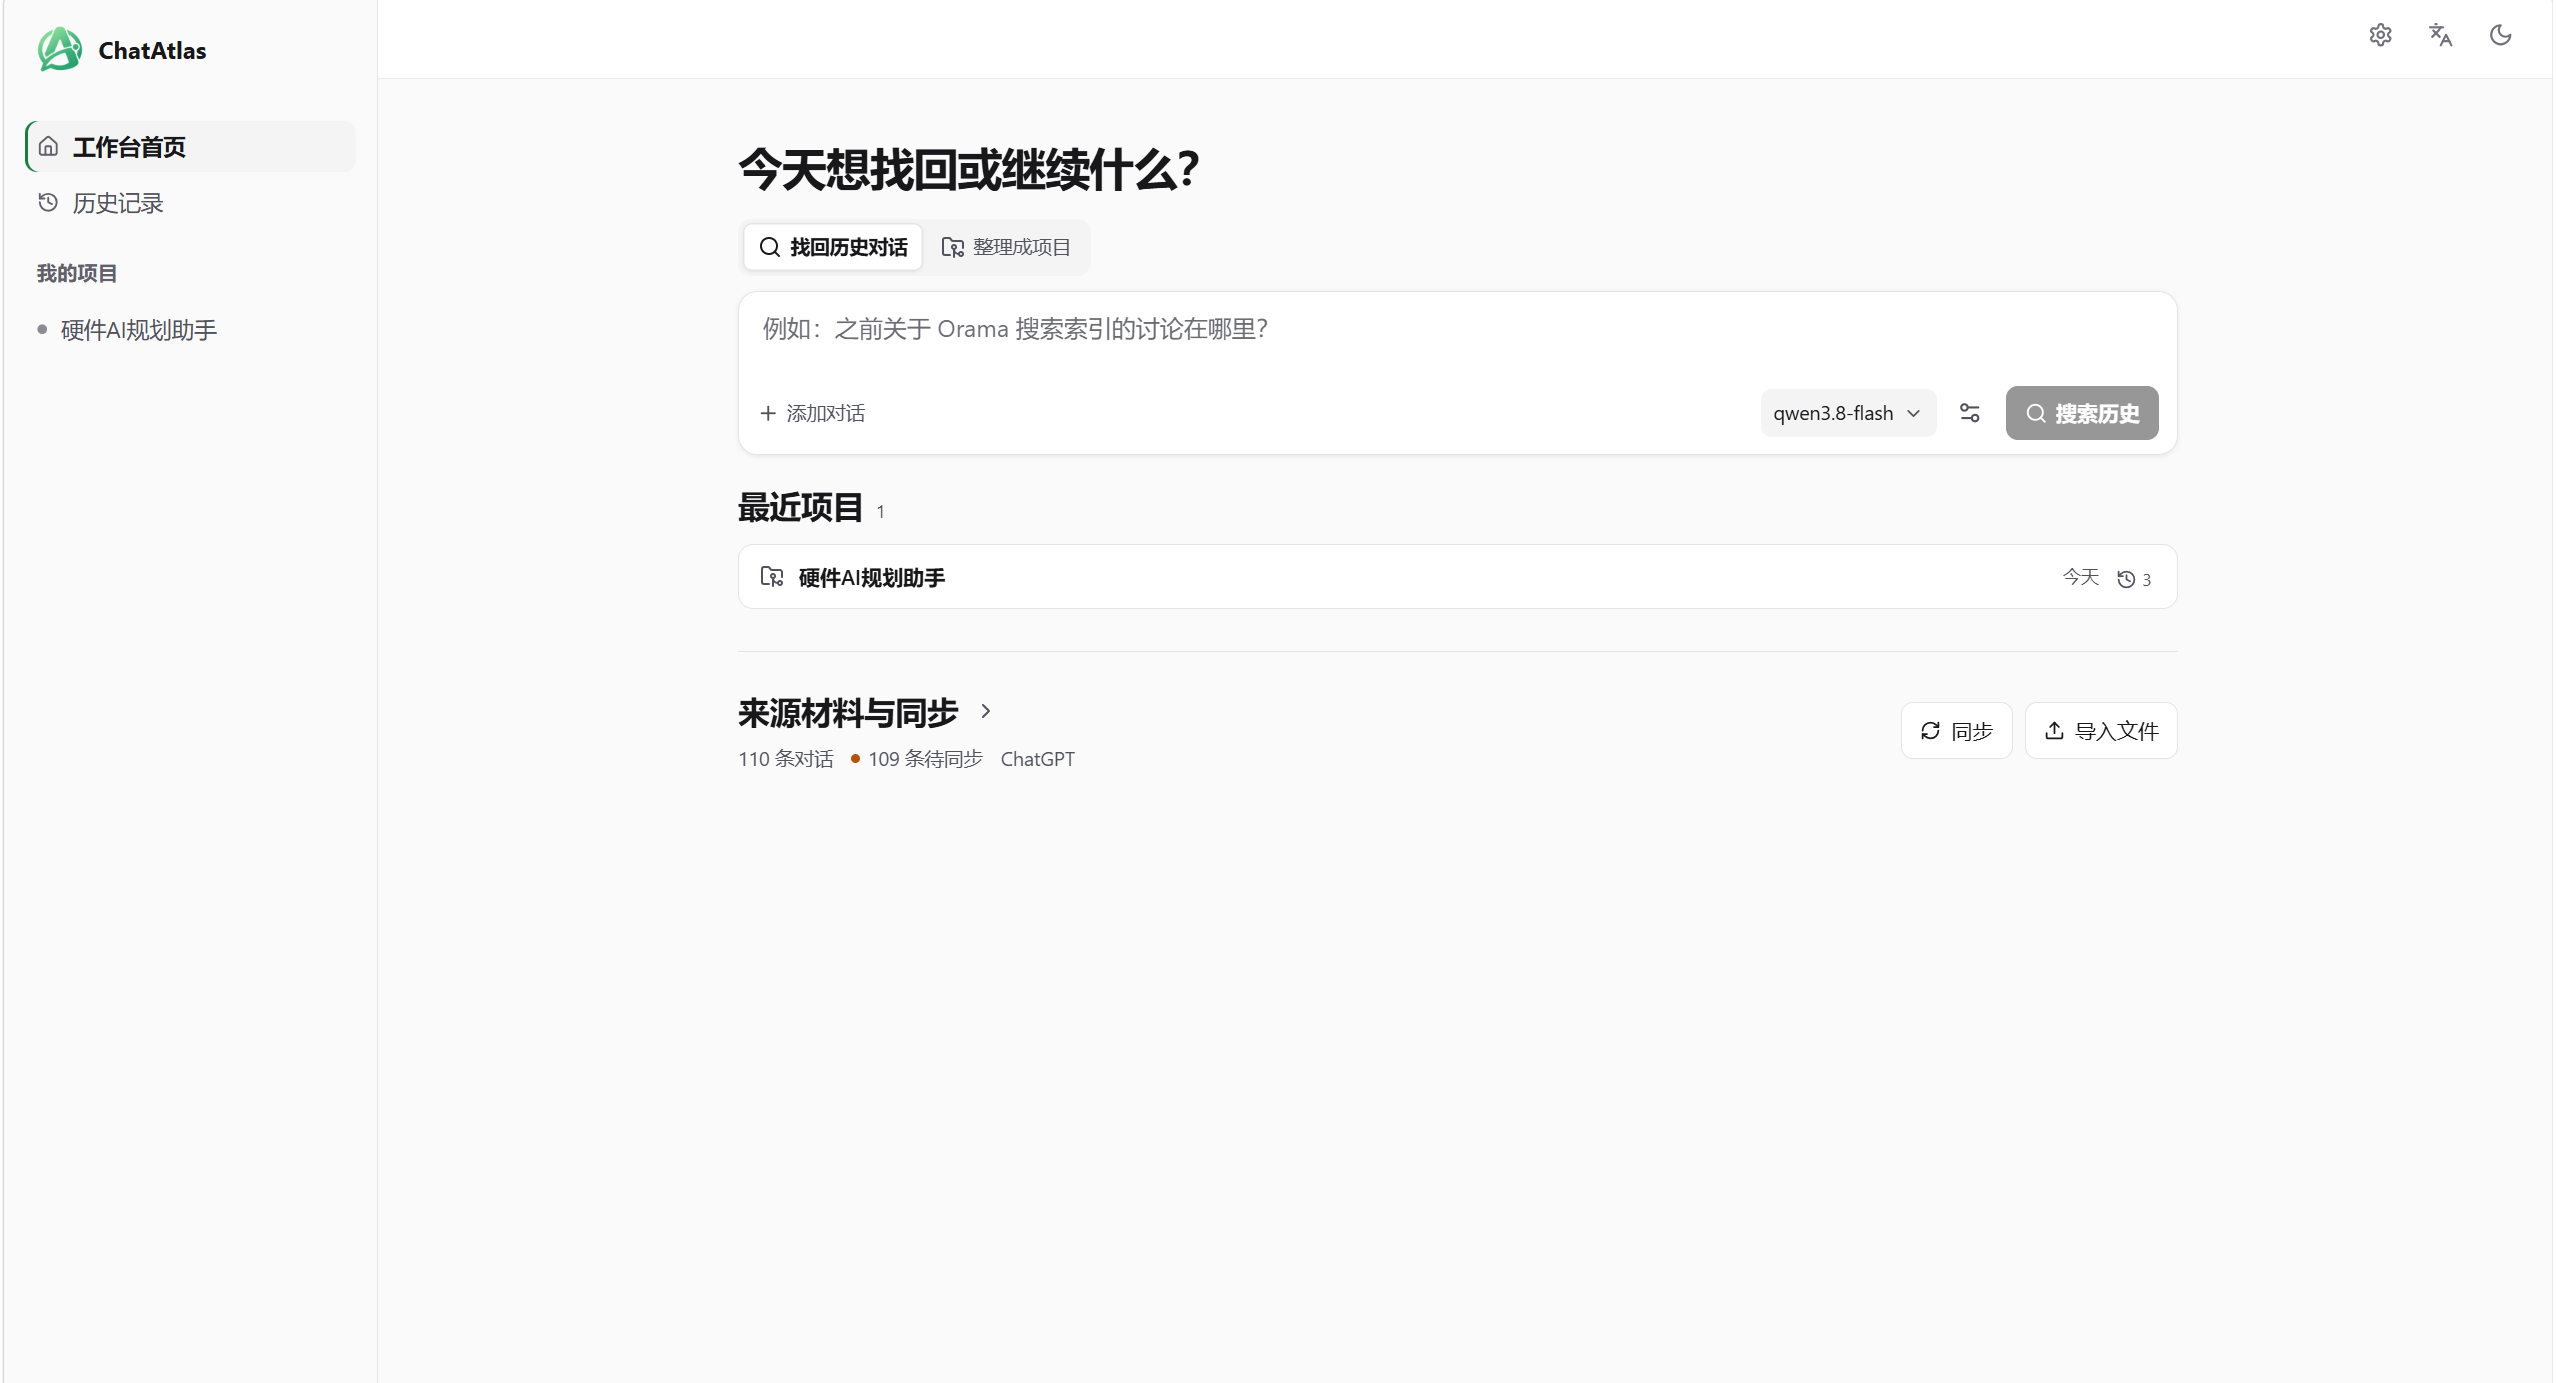 ChatAtlas
工作台首页
历史记录
我的项目
硬件AI规划助手
今天想找回或继续什么？
找回历史对话
整理成项目
例如：之前关于 Orama 搜索索引的讨论在哪里？
添加对话
qwen3.8-flash
搜索历史
最近项目 1
硬件AI规划助手
今天 3
来源材料与同步
110 条对话 109 条待同步 ChatGPT
同步
导入文件